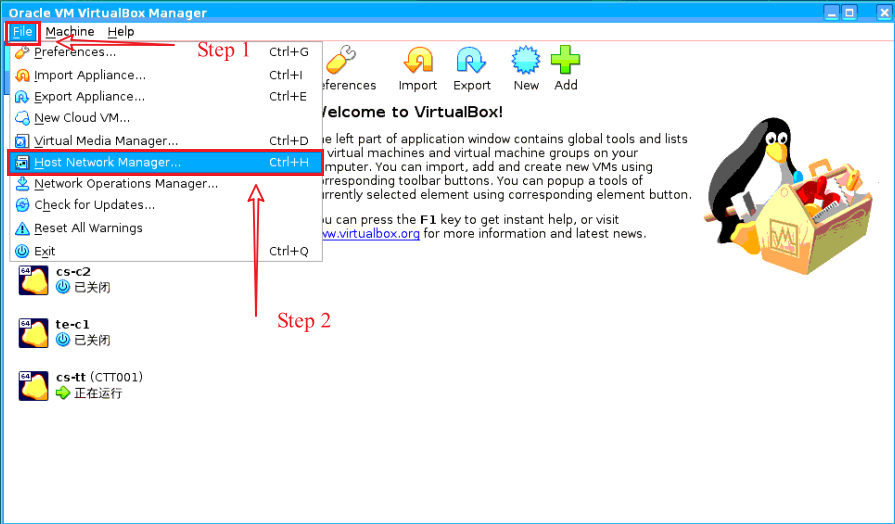 Oracle VM VirtualBox Manager
File Machine Help
Step 1
Preferences... Ctrl+G
Import Appliance... Ctrl+I
Export Appliance... Ctrl+E
New Cloud VM...
Virtual Media Manager... Ctrl+D
Host Network Manager... Ctrl+H
Network Operations Manager...
Check for Updates...
Reset All Warnings
Exit Ctrl+Q
Step 2
eferences Import Export New Add
elcome to VirtualBox!
e left part of application window contains global tools and lists
virtual machines and virtual machine groups on your
mputer. You can import, add and create new VMs using
rresponding toolbar buttons. You can popup a tools of
rrently selected element using corresponding element button.
u can press the F1 key to get instant help, or visit
ww.virtualbox.org for more information and latest news.
64
cs-c2
已关闭
64
te-c1
已关闭
64
cs-tt (CTT001)
正在运行